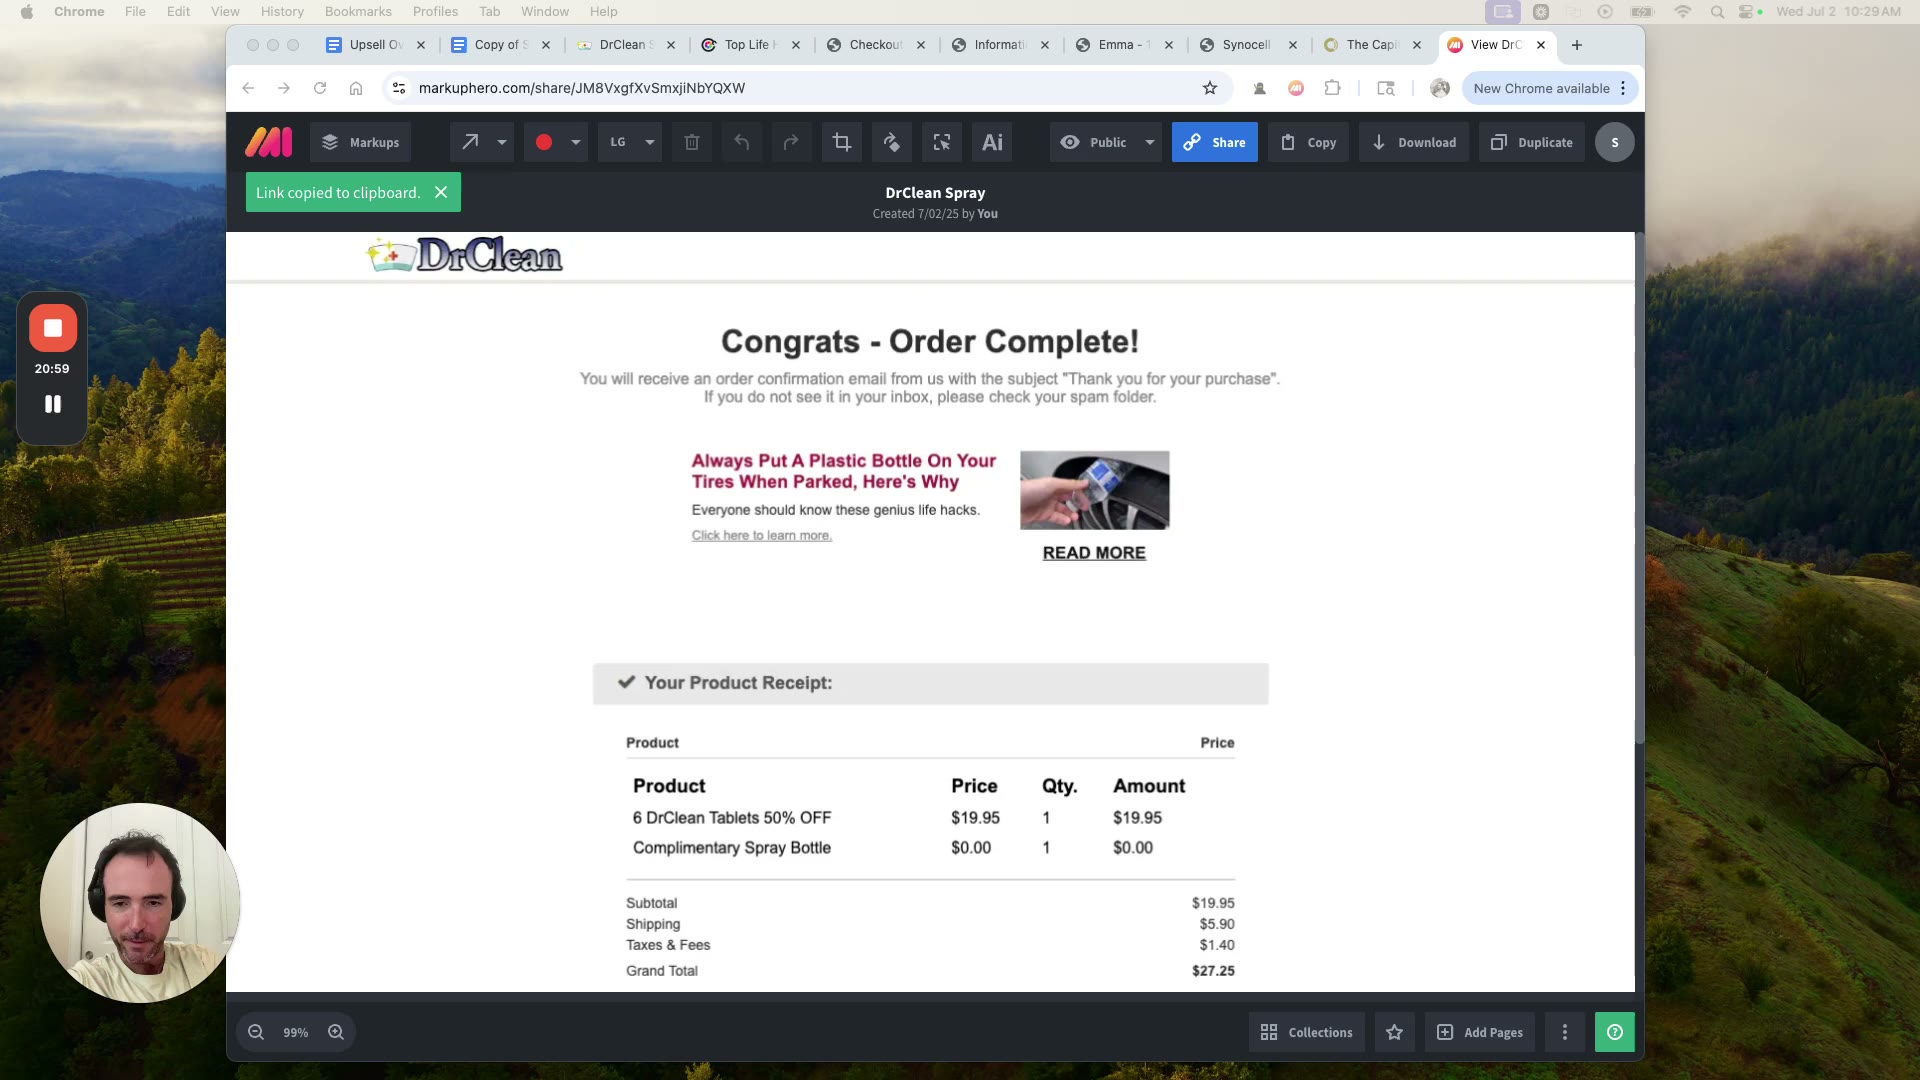 Chrome File Edit View History Bookmarks Profiles Tab Window Help
Wed Jul 2 10:29AM
Upsell Ov
Copy of S
DrClean S
Top Life H
Checkout
Informati
Emma - 1
Synocell
The Capi
View DrC
markuphero.com/share/JM8VxgfXvSmxjiNbYQXW
New Chrome available
Markups
LG
Ai
Public
Share
Copy
Download
Duplicate
S
Link copied to clipboard.
DrClean Spray
Created 7/02/25 by You
DrClean
Congrats - Order Complete!
You will receive an order confirmation email from us with the subject "Thank you for your purchase".
If you do not see it in your inbox, please check your spam folder.
Always Put A Plastic Bottle On Your
Tires When Parked, Here's Why
Everyone should know these genius life hacks.
Click here to learn more.
READ MORE
20:59
Your Product Receipt:
Product Price
Product Price Qty. Amount
6 DrClean Tablets 50% OFF $19.95 1 $19.95
Complimentary Spray Bottle $0.00 1 $0.00
Subtotal $19.95
Shipping $5.90
Taxes & Fees $1.40
Grand Total $27.25
99%
Collections
Add Pages